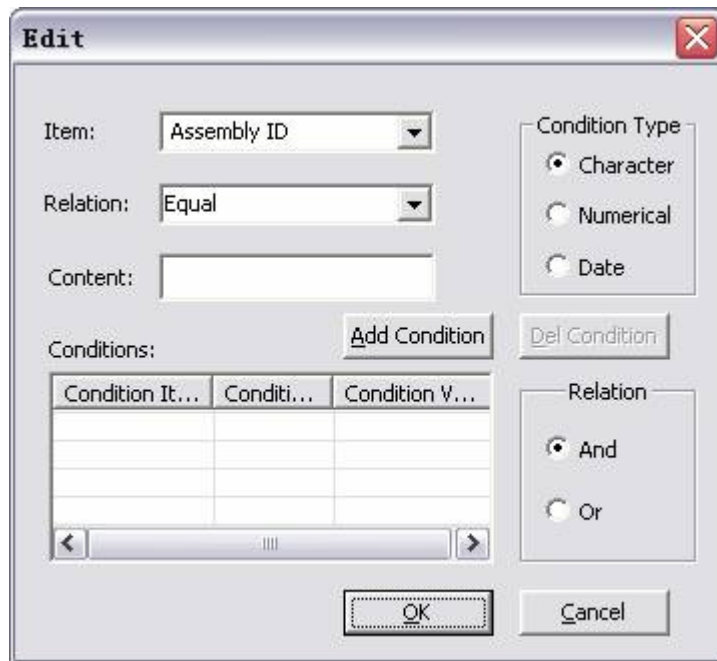 Edit
Item:
Assembly ID
Relation:
Equal
Content:
Condition Type
Character
Numerical
Date
Add Condition
Del Condition
Conditions:
Condition It... Conditi... Condition V...
Relation
And
Or
OK
Cancel